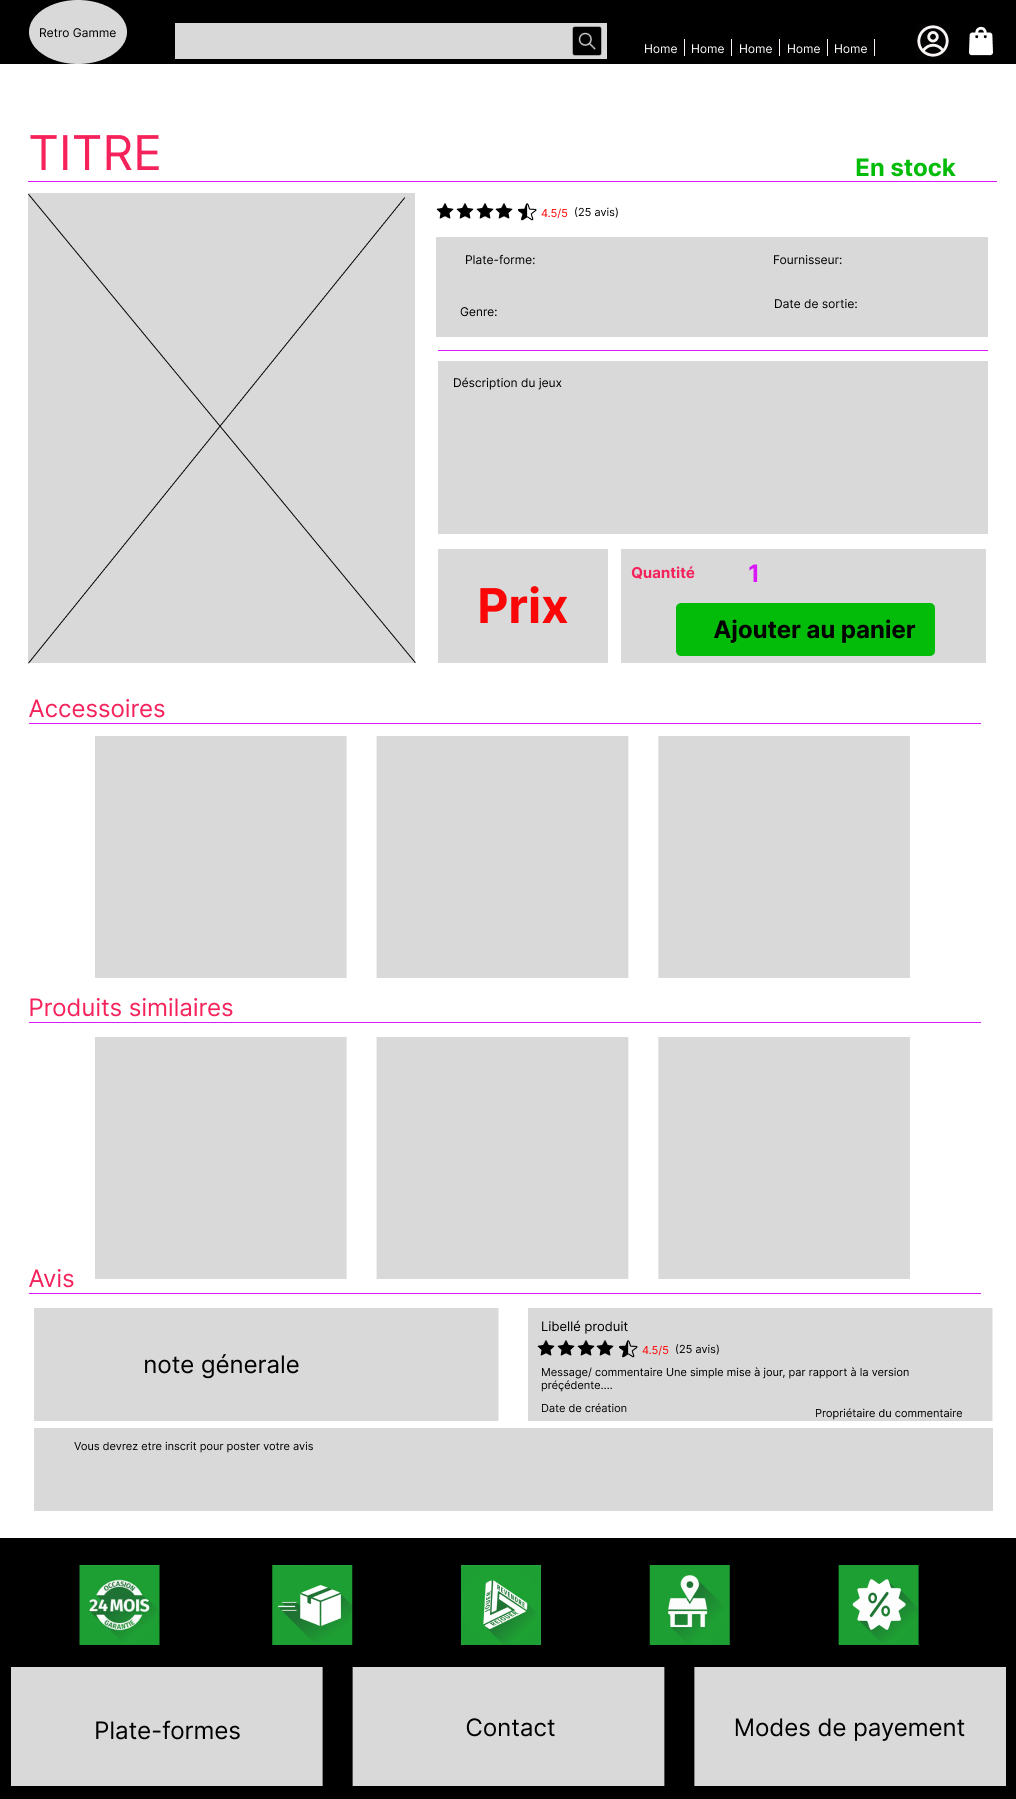 Retro Gamme
Home
Home
Home
Home
Home
TITRE
En stock
4.5/5
(25 avis)
Plate-forme:
Fournisseur:
Genre:
Date de sortie:
Déscription du jeux
Prix
Quantité
1
Ajouter au panier
Accessoires
Produits similaires
Avis
note génerale
Libellé produit
4.5/5
(25 avis)
Message/ commentaire Une simple mise à jour, par rapport à la version
préçédente....
Date de création
Propriétaire du commentaire
Vous devrez etre inscrit pour poster votre avis
OCCASION
24 MOIS
GARANTIE
JOUER
REVENDRE
REJOUER
%
Plate-formes
Contact
Modes de payement